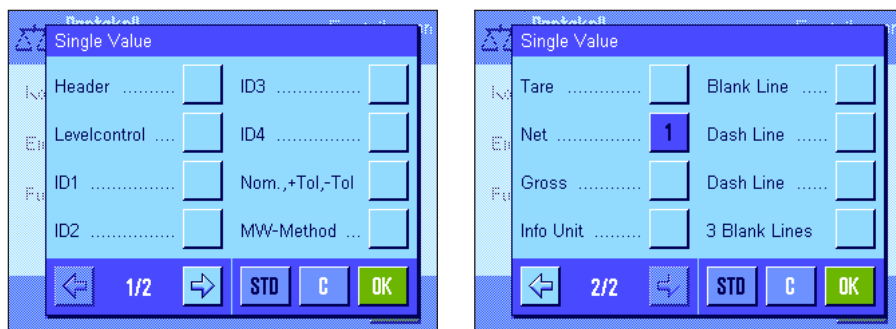 Single Value
Header .......... ID3 ...............
Levelcontrol .... ID4 ...............
ID1 ............... Nom.,+Tol,-Tol
ID2 ............... MW-Method ...
1/2 STD C OK
Single Value
Tare ............. Blank Line .....
Net ............... 1 Dash Line ......
Gross ........... Dash Line ......
Info Unit ........ 3 Blank Lines
2/2 STD C OK